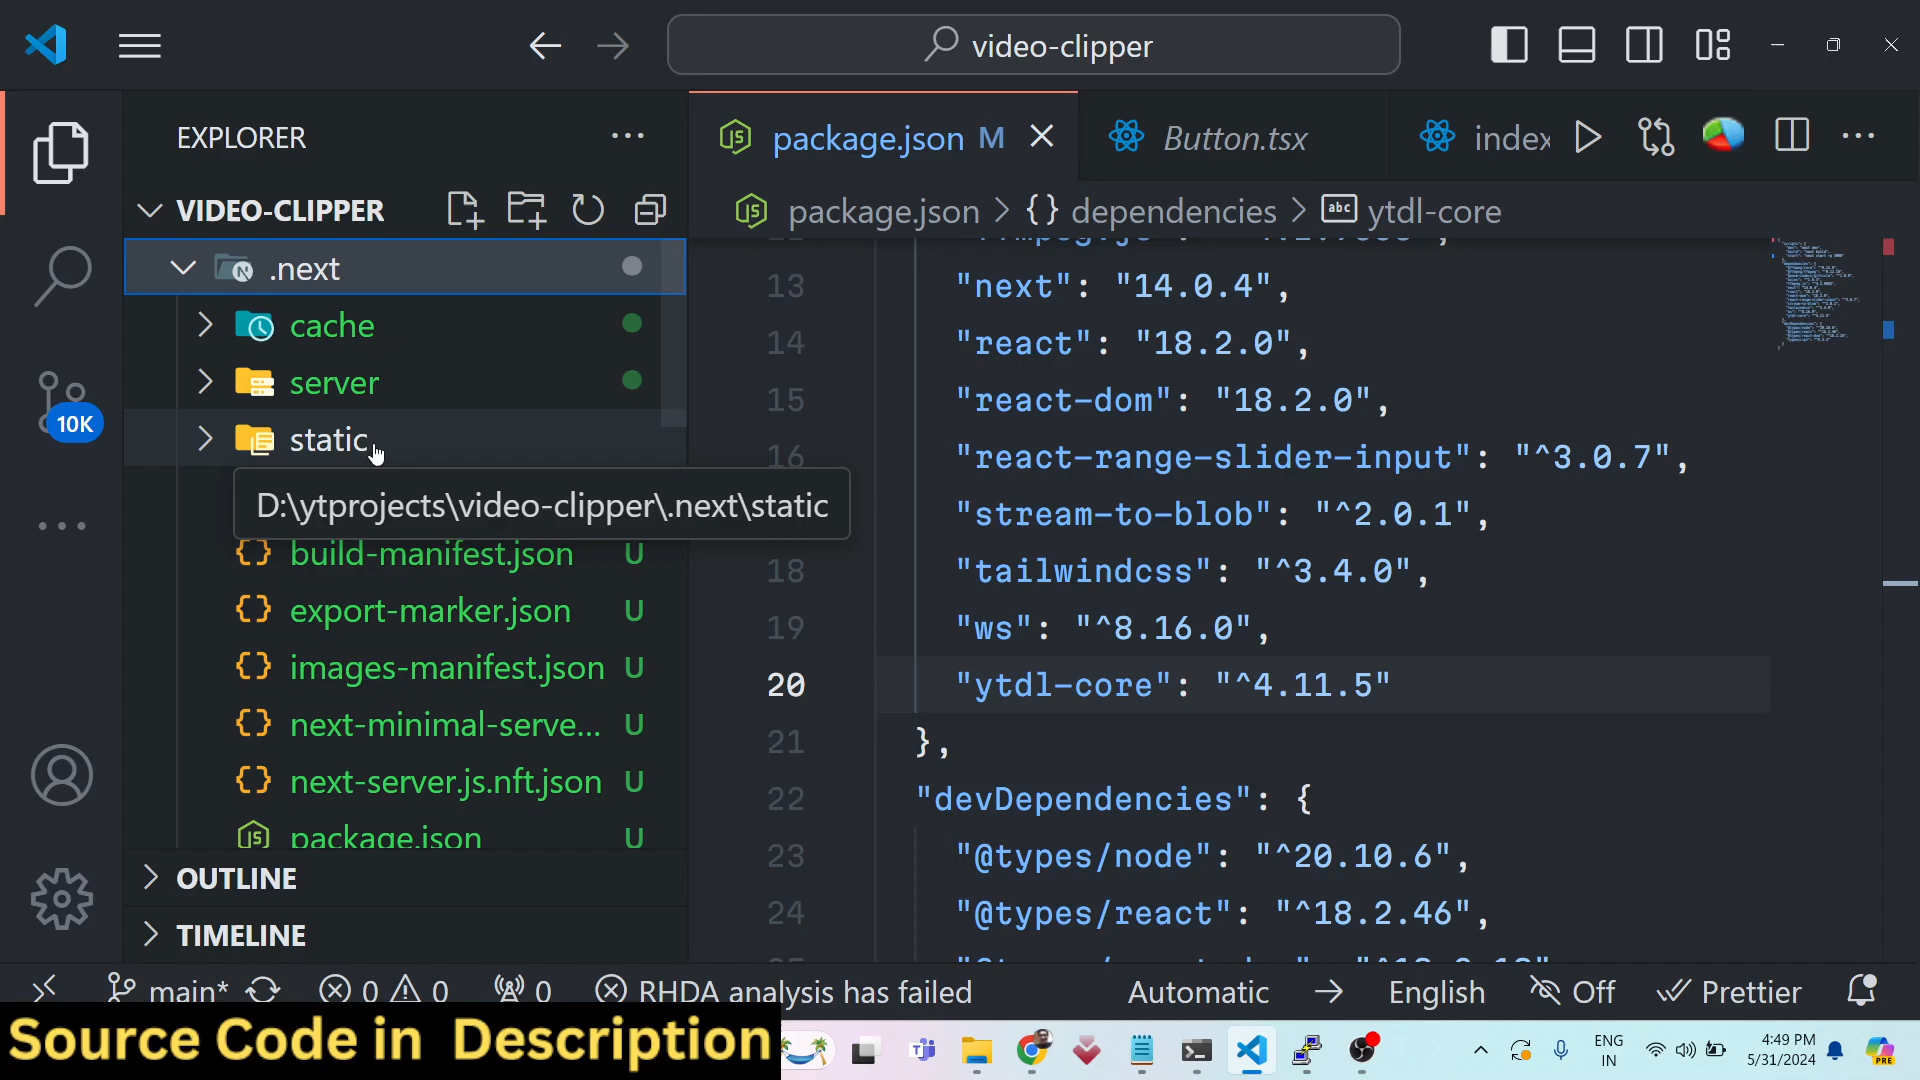 video-clipper
EXPLORER
VIDEO-CLIPPER
.next
cache
server
static
D:\ytprojects\video-clipper\.next\static
build-manifest.json U
export-marker.json U
images-manifest.json U
next-minimal-serve... U
next-server.js.nft.json U
package.json U
OUTLINE
TIMELINE
package.json M
Button.tsx
index
package.json > {} dependencies > abc ytdl-core
13 "next": "14.0.4",
14 "react": "18.2.0",
15 "react-dom": "18.2.0",
16 "react-range-slider-input": "^3.0.7",
"stream-to-blob": "^2.0.1",
18 "tailwindcss": "^3.4.0",
19 "ws": "^8.16.0",
20 "ytdl-core": "^4.11.5"
21 },
22 "devDependencies": {
23 "@types/node": "^20.10.6",
24 "@types/react": "^18.2.46",
10K
main* 0 0 0 RHDA analysis has failed Automatic English Off Prettier
Source Code in Description
ENG
IN
4:49 PM
5/31/2024
PRE